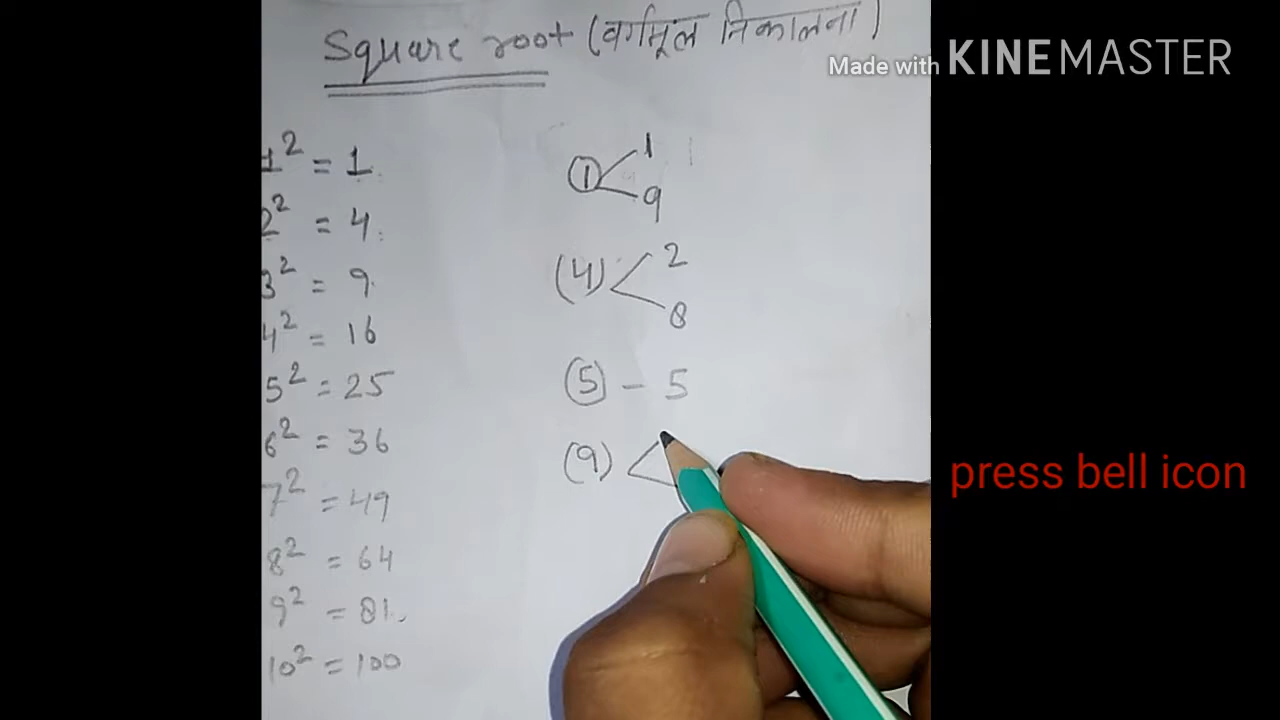 Square root (वर्गमूल निकालना)
Made with KINEMASTER
1² = 1
2² = 4
3² = 9
4² = 16
5² = 25
6² = 36
7² = 49
8² = 64
9² = 81
10² = 100
1 < 1
9
(4) < 2
8
(5) - 5
(9) <
press bell icon